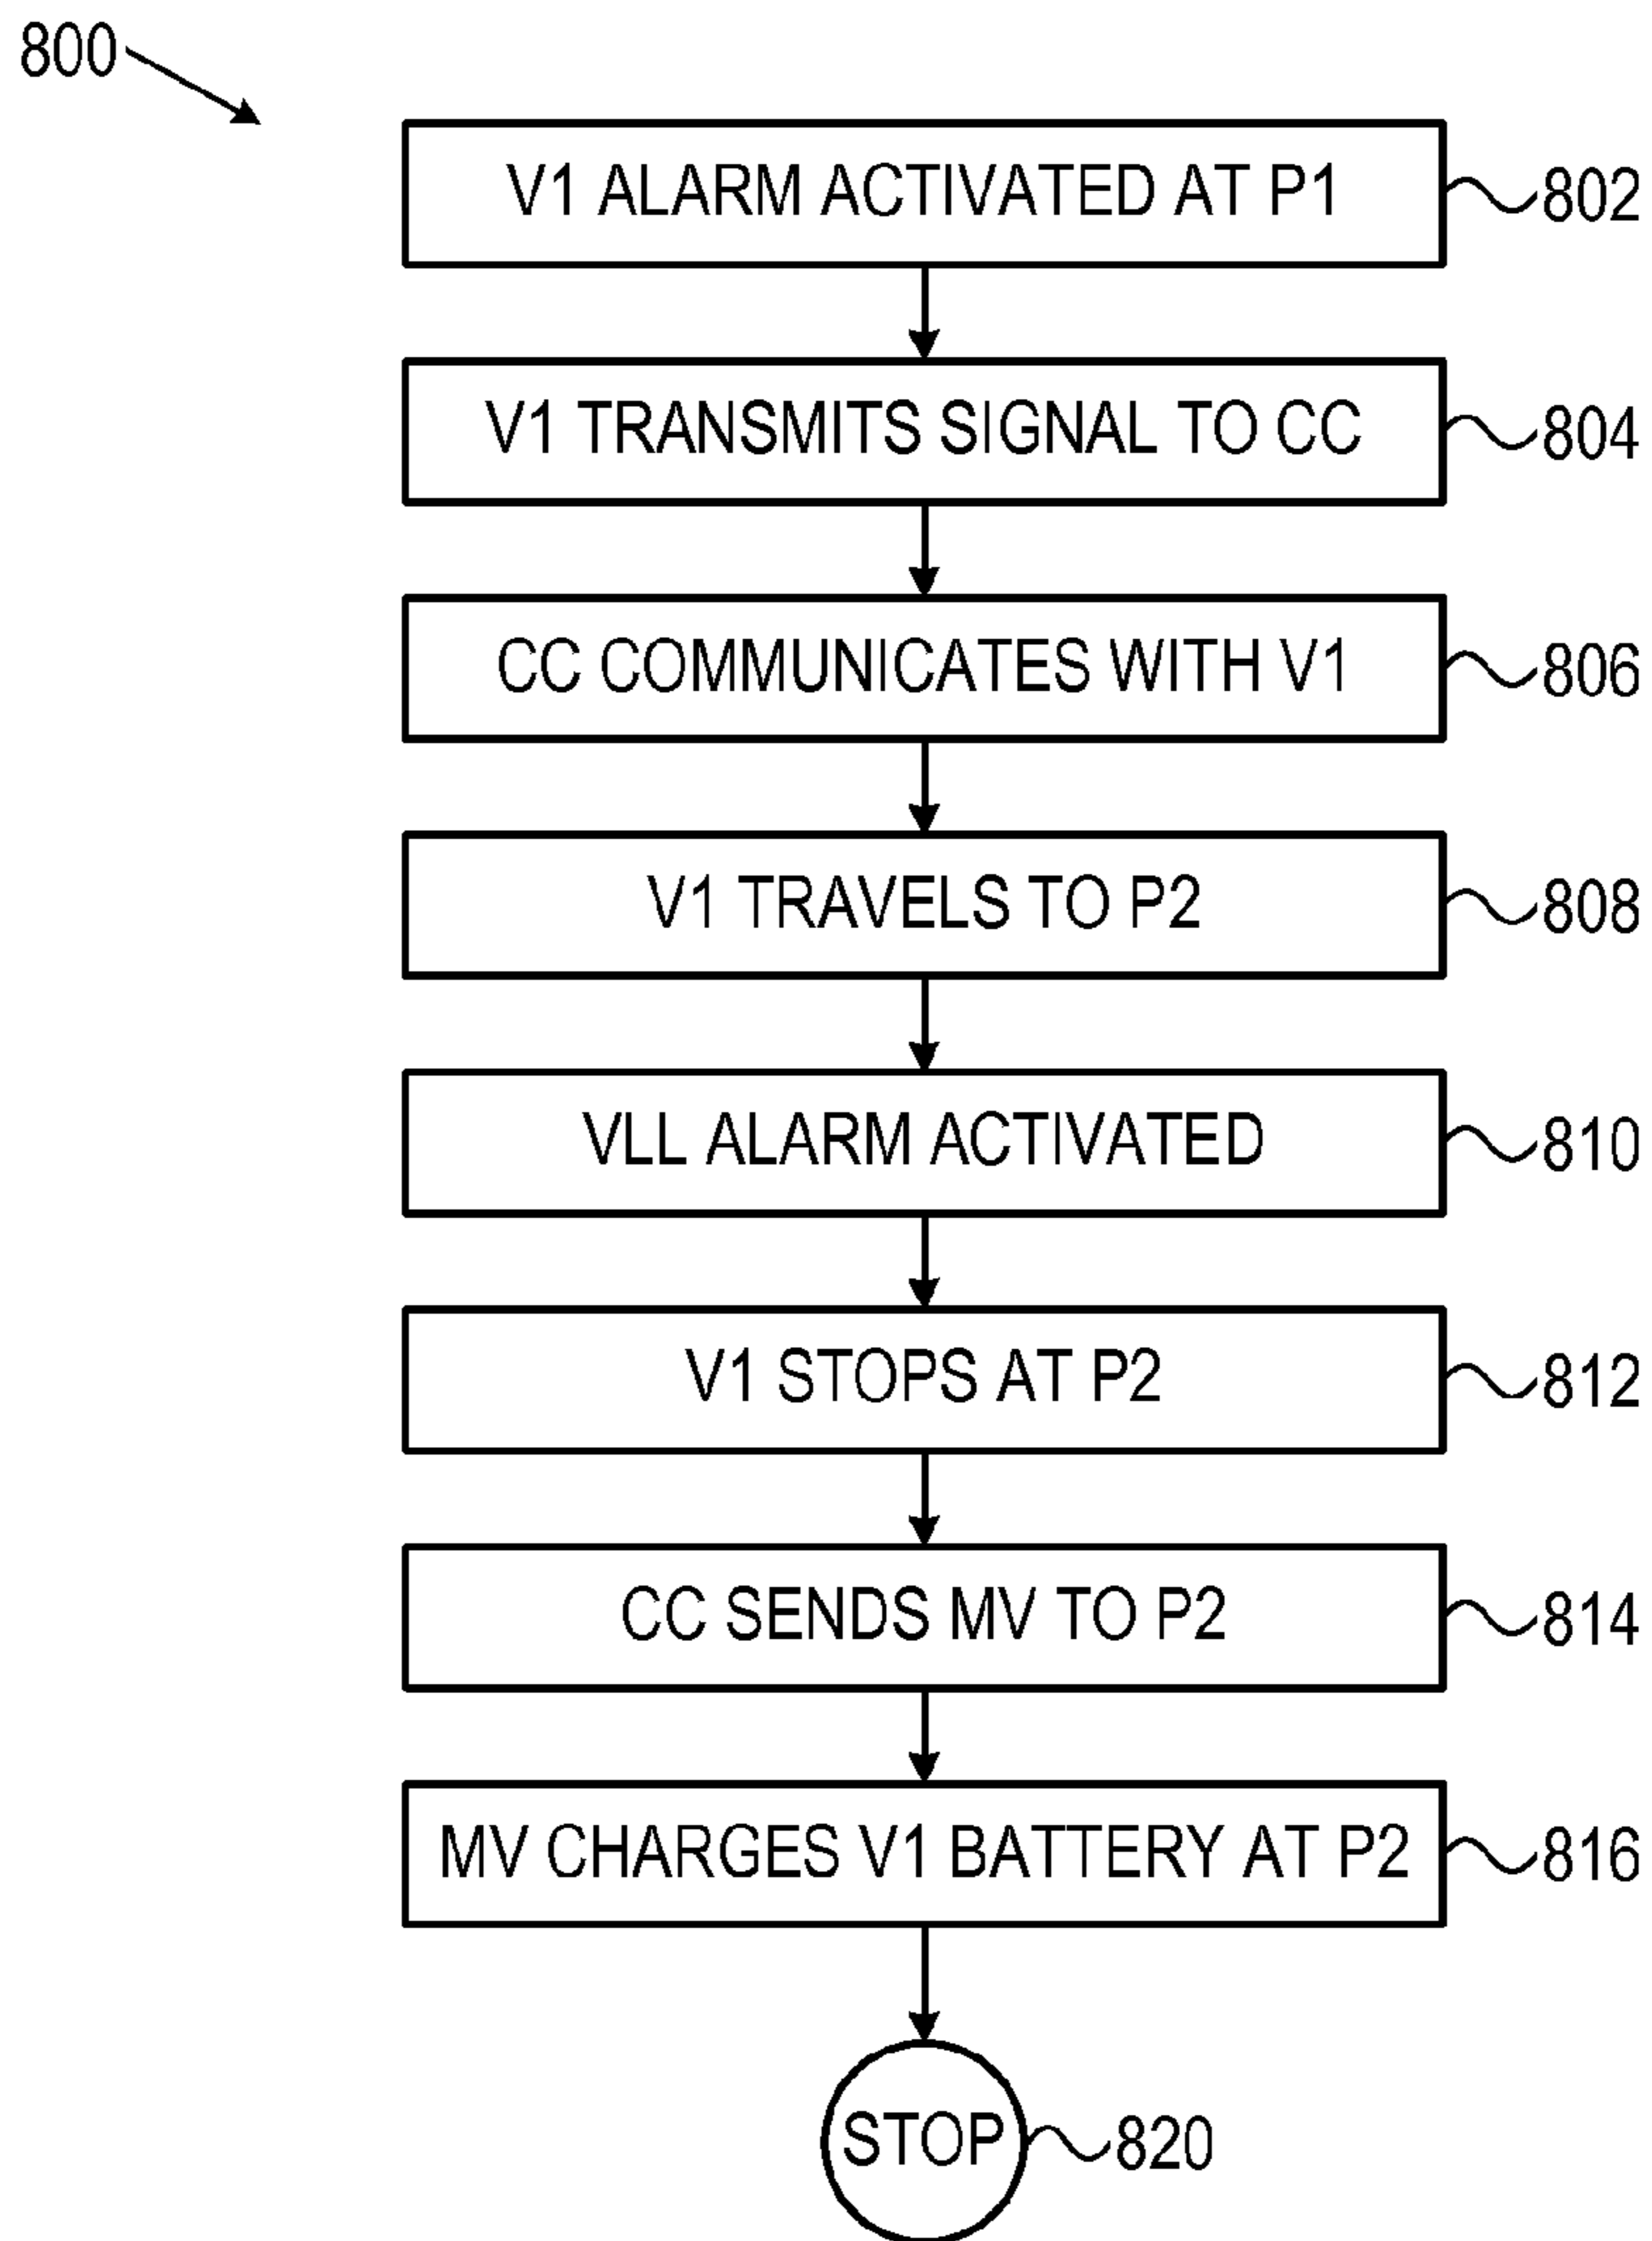 800
V1 ALARM ACTIVATED AT P1 802
V1 TRANSMITS SIGNAL TO CC 804
CC COMMUNICATES WITH V1 806
V1 TRAVELS TO P2 808
VLL ALARM ACTIVATED 810
V1 STOPS AT P2 812
CC SENDS MV TO P2 814
MV CHARGES V1 BATTERY AT P2 816
STOP 820